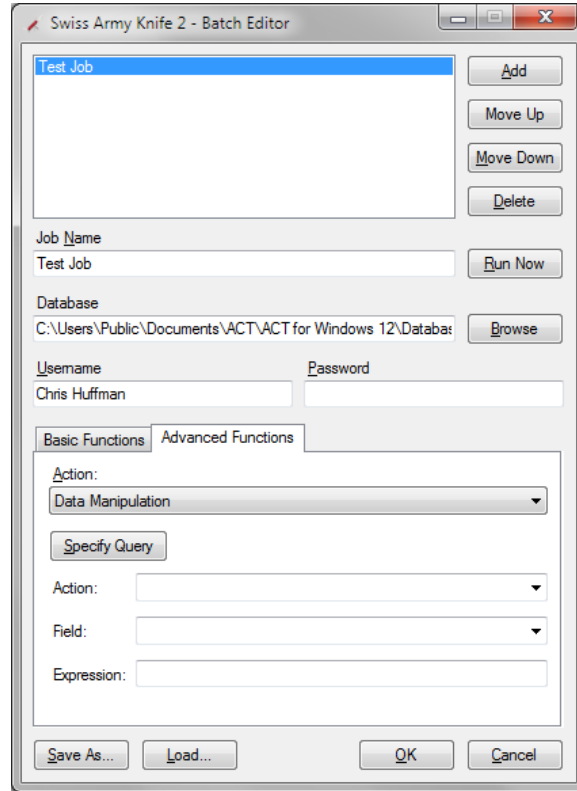 Swiss Army Knife 2 - Batch Editor
Test Job
Add
Move Up
Move Down
Delete
Job Name
Test Job
Run Now
Database
C:\Users\Public\Documents\ACT\ACT for Windows 12\Databas
Browse
Username
Password
Chris Huffman
Basic Functions
Advanced Functions
Action:
Data Manipulation
Specify Query
Action:
Field:
Expression:
Save As...
Load...
OK
Cancel